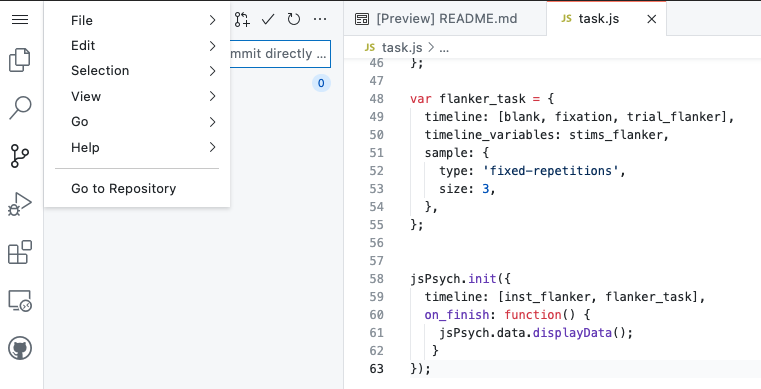 File
Edit
Selection
View
Go
Help
Go to Repository
mmit directly ...
0
[Preview] README.md
JS task.js
JS task.js > ...
46 };
47
48 var flanker_task = {
49 timeline: [blank, fixation, trial_flanker],
50 timeline_variables: stims_flanker,
51 sample: {
52 type: 'fixed-repetitions',
53 size: 3,
54 },
55 };
56
57
58 jsPsych.init({
59 timeline: [inst_flanker, flanker_task],
60 on_finish: function() {
61 jsPsych.data.displayData();
62 }
63 });